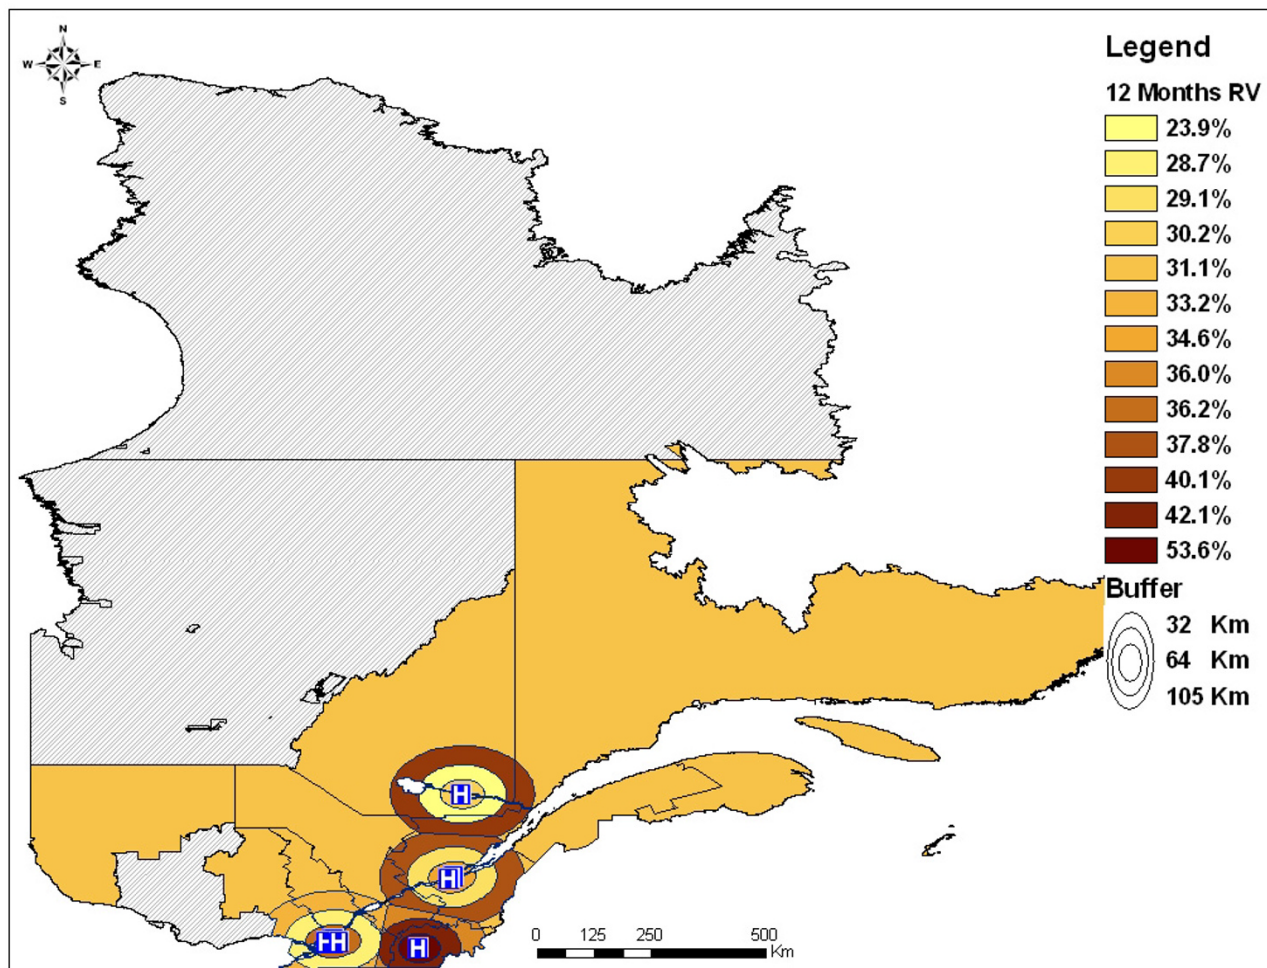 N
W E
S
Legend
12 Months RV
23.9%
28.7%
29.1%
30.2%
31.1%
33.2%
34.6%
36.0%
36.2%
37.8%
40.1%
42.1%
53.6%
Buffer
32 Km
64 Km
105 Km
H
H
HH
H
0 125 250 500
Km